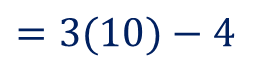 = 3(10) − 4